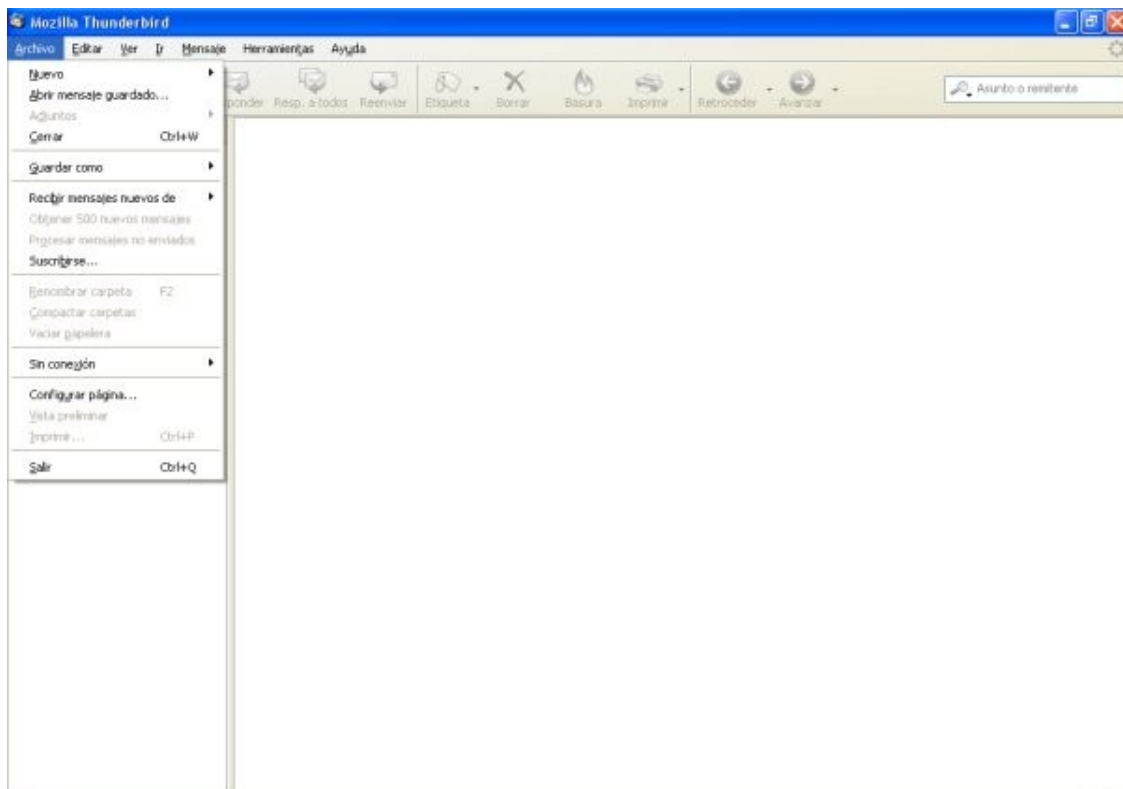 Mozilla Thunderbird
Archivo Editar Ver Ir Mensaje Herramientas Ayuda
ponder Resp. a todos Reenviar Etiqueta Borrar Basura Imprimir Retroceder Avanzar Asunto o remitente
Nuevo
Abrir mensaje guardado...
Adjuntos
Cerrar Ctrl+W
Guardar como
Recibir mensajes nuevos de
Obtener 500 nuevos mensajes
Procesar mensajes no enviados
Suscribirse...
Renombrar carpeta F2
Compactar carpetas
Vaciar papelera
Sin conexión
Configurar página...
Vista preliminar
Imprimir... Ctrl+P
Salir Ctrl+Q